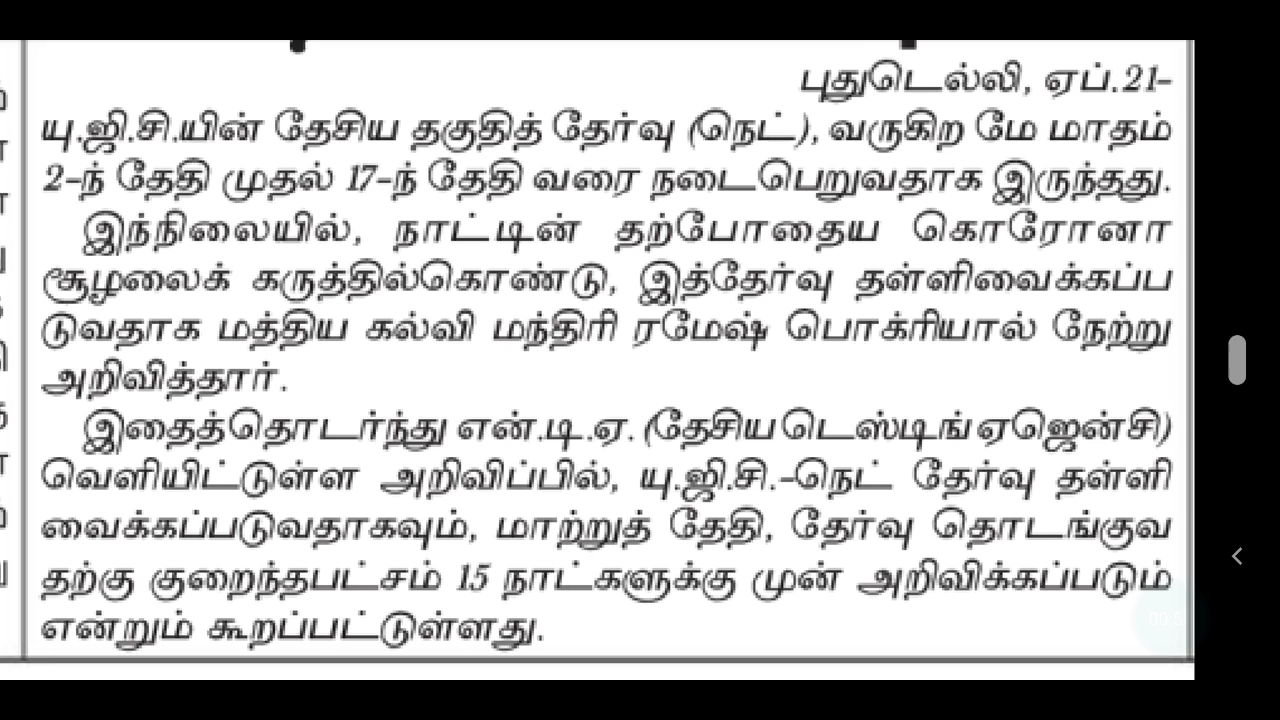 புதுடெல்லி, ஏப்.21-
யு.ஜி.சி.யின் தேசிய தகுதித் தேர்வு (நெட்), வருகிற மே மாதம்
2-ந் தேதி முதல் 17-ந் தேதி வரை நடைபெறுவதாக இருந்தது.
இந்நிலையில், நாட்டின் தற்போதைய கொரோனா
சூழலைக் கருத்தில்கொண்டு, இத்தேர்வு தள்ளிவைக்கப்ப
டுவதாக மத்திய கல்வி மந்திரி ரமேஷ் பொக்ரியால் நேற்று
அறிவித்தார்.
இதைத்தொடர்ந்து என்.டி.ஏ. (தேசிய டெஸ்டிங் ஏஜென்சி)
வெளியிட்டுள்ள அறிவிப்பில், யு.ஜி.சி.-நெட் தேர்வு தள்ளி
வைக்கப்படுவதாகவும், மாற்றுத் தேதி, தேர்வு தொடங்குவ
தற்கு குறைந்தபட்சம் 15 நாட்களுக்கு முன் அறிவிக்கப்படும்
என்றும் கூறப்பட்டுள்ளது.